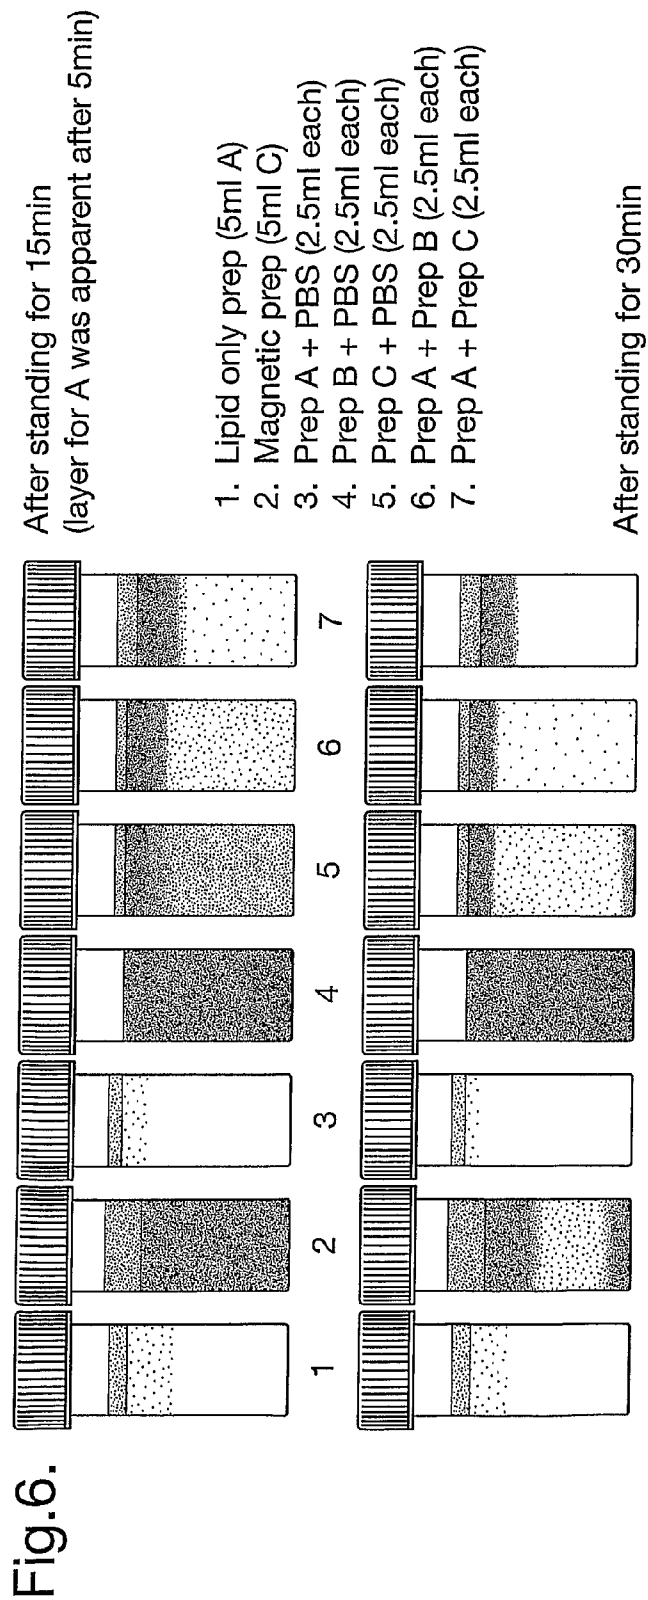 Fig.6.
After standing for 15min
(layer for A was apparent after 5min)
1 2 3 4 5 6 7
1. Lipid only prep (5ml A)
2. Magnetic prep (5ml C)
3. Prep A + PBS (2.5ml each)
4. Prep B + PBS (2.5ml each)
5. Prep C + PBS (2.5ml each)
6. Prep A + Prep B (2.5ml each)
7. Prep A + Prep C (2.5ml each)
After standing for 30min